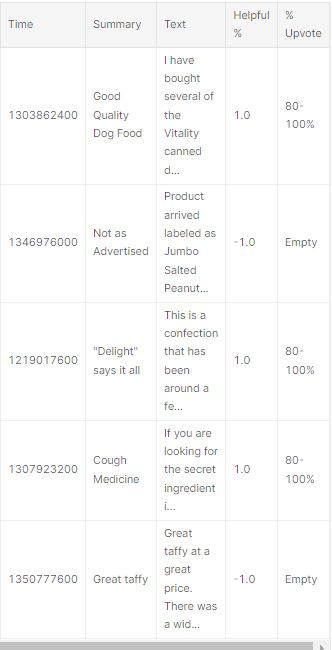 Time Summary Text Helpful % % Upvote
1303862400 Good Quality Dog Food I have bought several of the Vitality canned d... 1.0 80-100%
1346976000 Not as Advertised Product arrived labeled as Jumbo Salted Peanut... -1.0 Empty
1219017600 "Delight" says it all This is a confection that has been around a fe... 1.0 80-100%
1307923200 Cough Medicine If you are looking for the secret ingredient i... 1.0 80-100%
1350777600 Great taffy Great taffy at a great price. There was a wid... -1.0 Empty